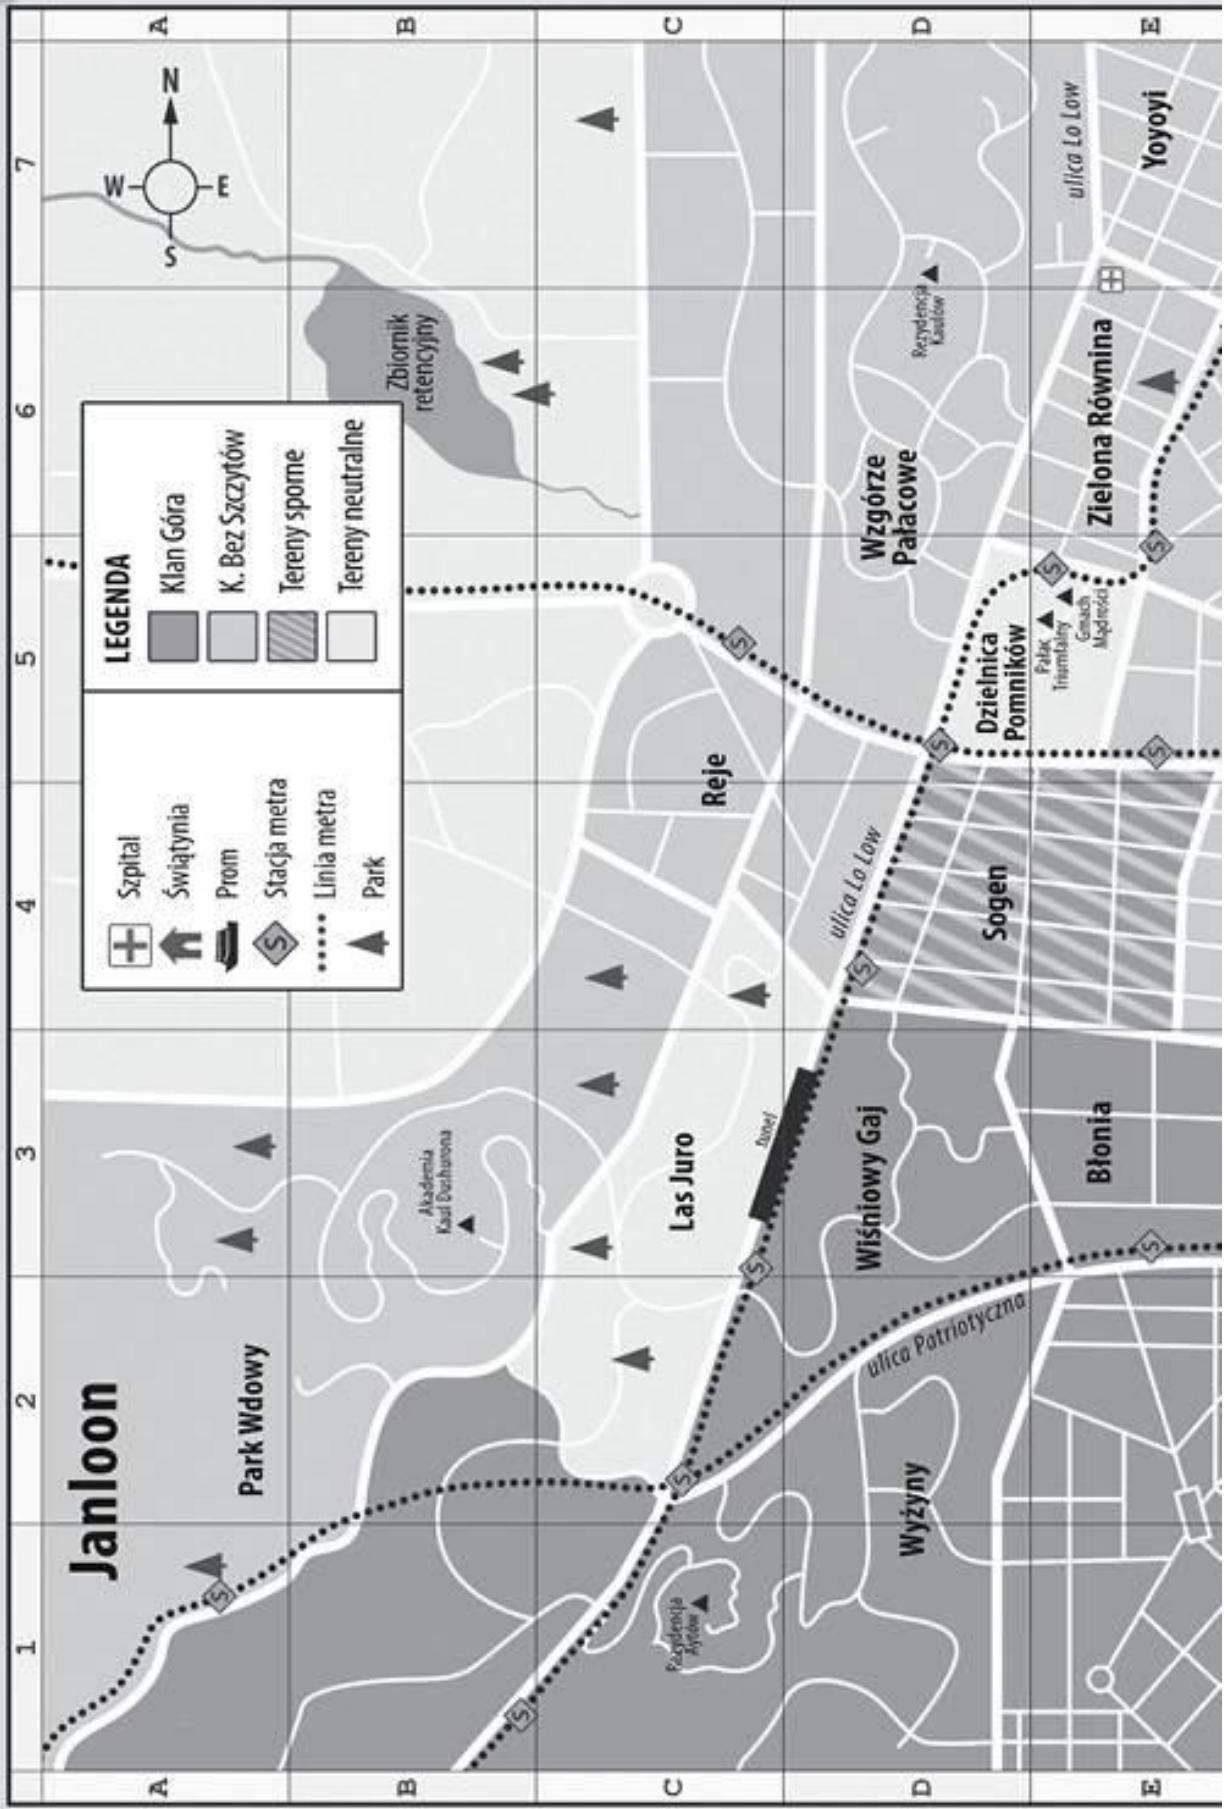 Janloon
1
2
3
4
5
6
7
A
B
C
D
E
A
B
C
D
E
N
W
E
S
LEGENDA
Szpital
Świątynia
Prom
S
Stacja metra
Linia metra
Park
Klan Góra
K. Bez Szczytów
Tereny sporne
Tereny neutralne
Park Wdowy
Zbiornik
retencyjny
Akademia
Kaul Dushurona
Las Juro
Reje
tunel
Rezydencja
Aytów
Wyżyny
ulica Patriotyczna
Wiśniowy Gaj
ulica Lo Low
Wzgórze
Pałacowe
Rezydencja
Kaulów
Sogen
Dzielnica
Pomników
Pałac
Triumfalny
Gmach
Mądrości
Błonia
Zielona Równina
ulica Lo Low
Yoyoyi
S
S
S
S
S
S
S
S
S
S
S